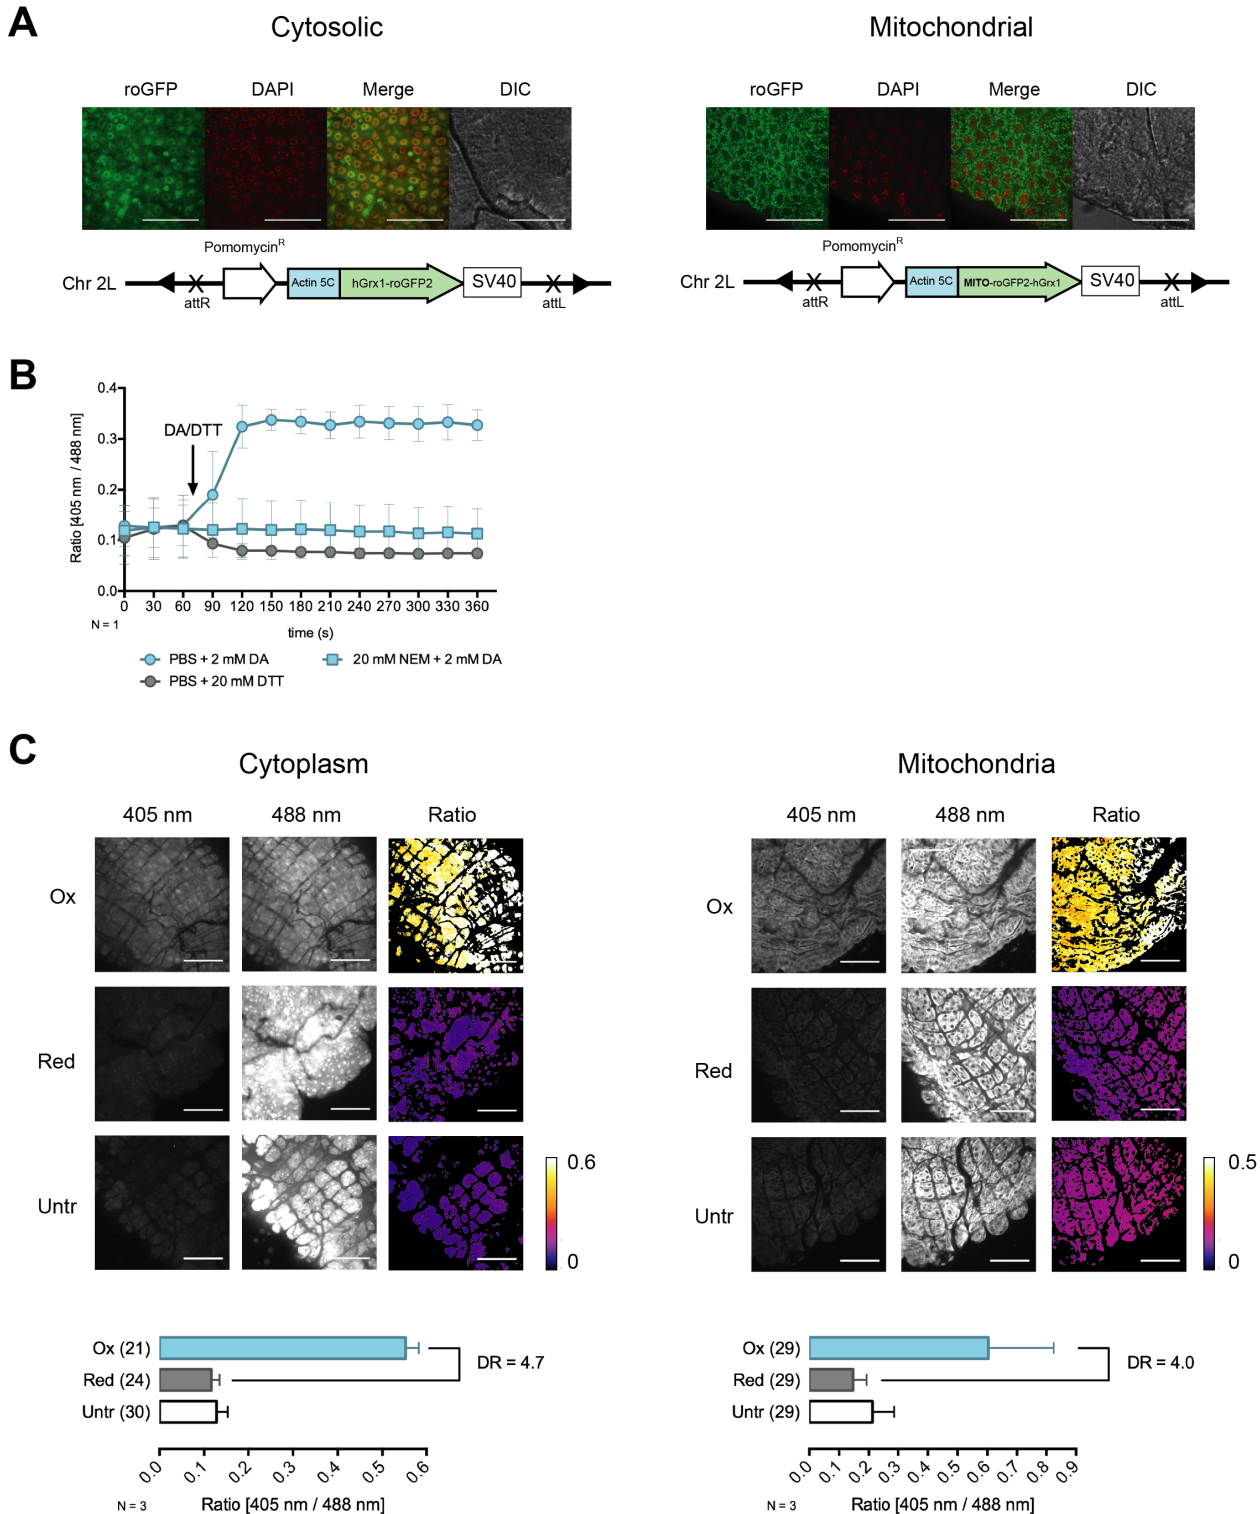 A
Cytosolic
Mitochondrial
roGFP DAPI Merge DIC
roGFP DAPI Merge DIC
Pomomycin^R
Pomomycin^R
Chr 2L
Actin 5C
hGrx1-roGFP2
SV40
attR
attL
Chr 2L
Actin 5C
MITO-roGFP2-hGrx1
SV40
attR
attL
B
Ratio [405 nm / 488 nm]
0.4
0.3
0.2
0.1
0.0
DA/DTT
0 30 60 90 120 150 180 210 240 270 300 330 360
N = 1
time (s)
PBS + 2 mM DA
20 mM NEM + 2 mM DA
PBS + 20 mM DTT
C
Cytoplasm
405 nm 488 nm Ratio
Ox
Red
Untr
0.6
0
Ox (21)
Red (24)
Untr (30)
DR = 4.7
0.0 0.1 0.2 0.3 0.4 0.5 0.6
N = 3
Ratio [405 nm / 488 nm]
Mitochondria
405 nm 488 nm Ratio
Ox
Red
Untr
0.5
0
Ox (29)
Red (29)
Untr (29)
DR = 4.0
0.0 0.1 0.2 0.3 0.4 0.5 0.6 0.7 0.8 0.9
N = 3
Ratio [405 nm / 488 nm]